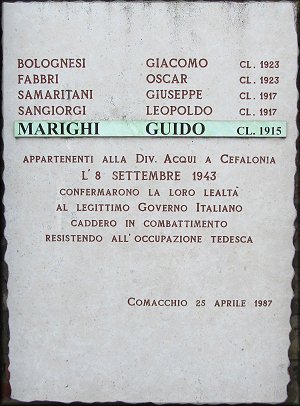 BOLOGNESI GIACOMO CL. 1923
FABBRI OSCAR CL. 1923
SAMARITANI GIUSEPPE CL. 1917
SANGIORGI LEOPOLDO CL. 1917
MARIGHI GUIDO CL. 1915
APPARTENENTI ALLA DIV. ACQUI A CEFALONIA
L'8 SETTEMBRE 1943
CONFERMARONO LA LORO LEALTA'
AL LEGITTIMO GOVERNO ITALIANO
CADDERO IN COMBATTIMENTO
RESISTENDO ALL'OCCUPAZIONE TEDESCA
COMACCHIO 25 APRILE 1987